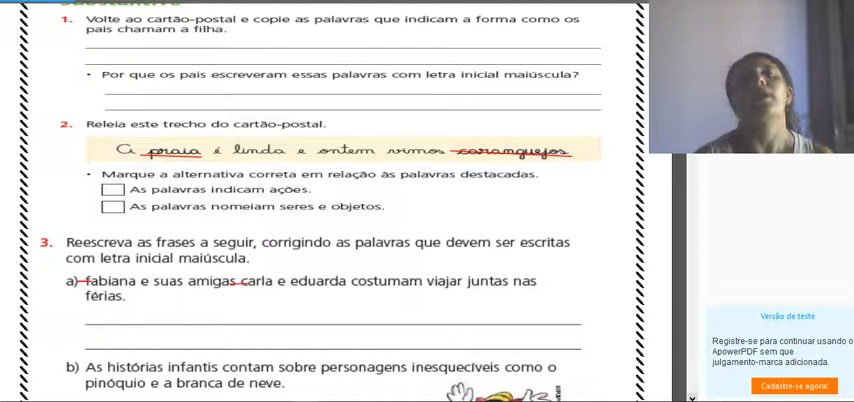 Substantivo
1. Volte ao cartão-postal e copie as palavras que indicam a forma como os
pais chamam a filha.
• Por que os pais escreveram essas palavras com letra inicial maiúscula?
2. Releia este trecho do cartão-postal.
A praia é linda e ontem vimos caranguejos
• Marque a alternativa correta em relação às palavras destacadas.
As palavras indicam ações.
As palavras nomeiam seres e objetos.
3. Reescreva as frases a seguir, corrigindo as palavras que devem ser escritas
com letra inicial maiúscula.
a) fabiana e suas amigas carla e eduarda costumam viajar juntas nas
férias.
b) As histórias infantis contam sobre personagens inesquecíveis como o
pinóquio e a branca de neve.
Versão de teste
Registre-se para continuar usando o
ApowerPDF sem que
julgamento-marca adicionada.
Cadastre-se agora!